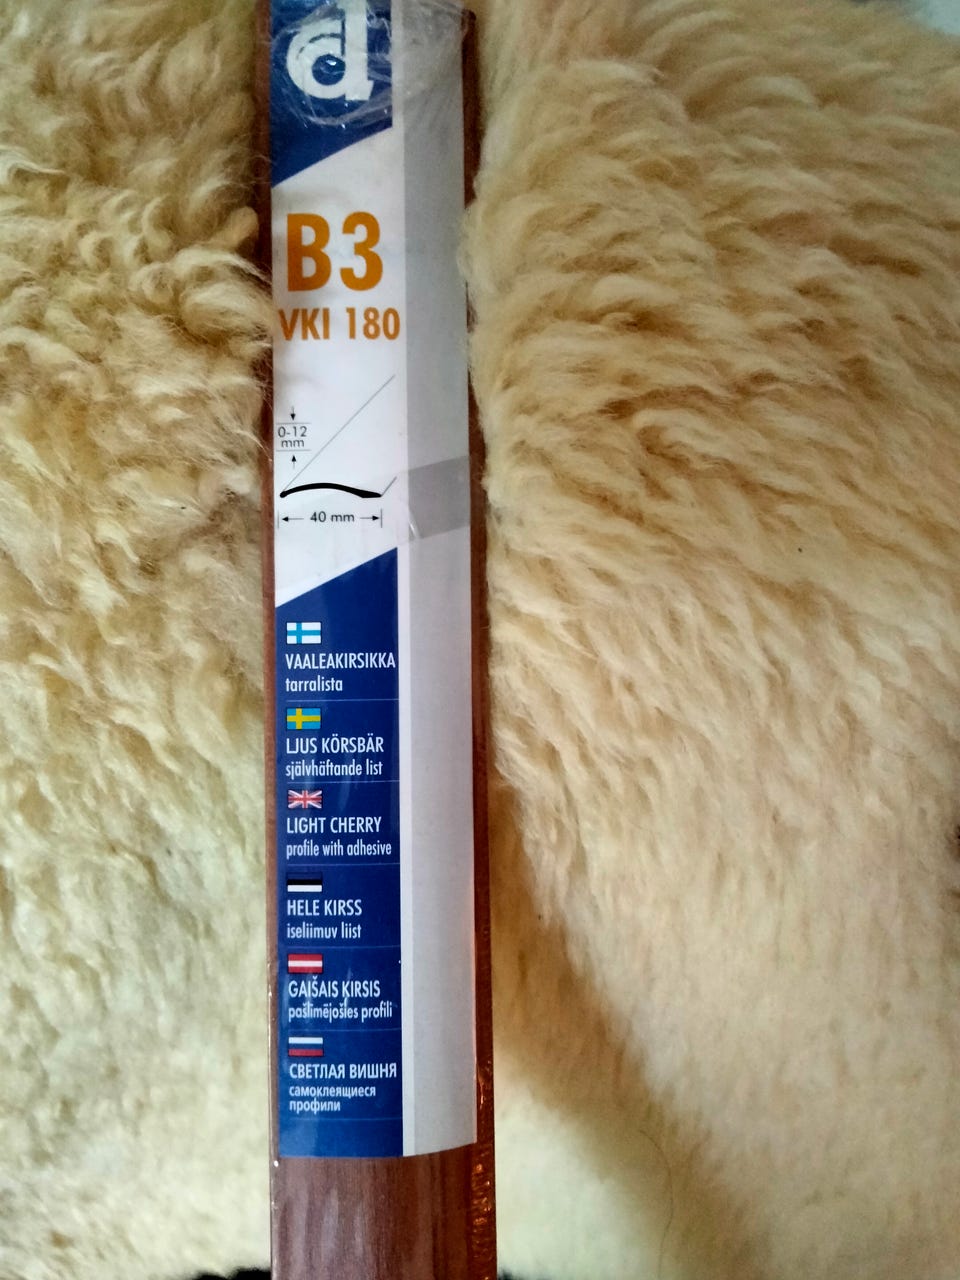 d
B3
VKI 180
0-12
mm
40 mm
VAALEAKIRSIKKA
tarralista
LJUS KÖRSBÄR
självhäftande list
LIGHT CHERRY
profile with adhesive
HELE KIRSS
iseliimuv liist
GAIŠAIS ĶIRSIS
pašlīmējošies profili
СВЕТЛАЯ ВИШНЯ
самоклеящиеся
профили